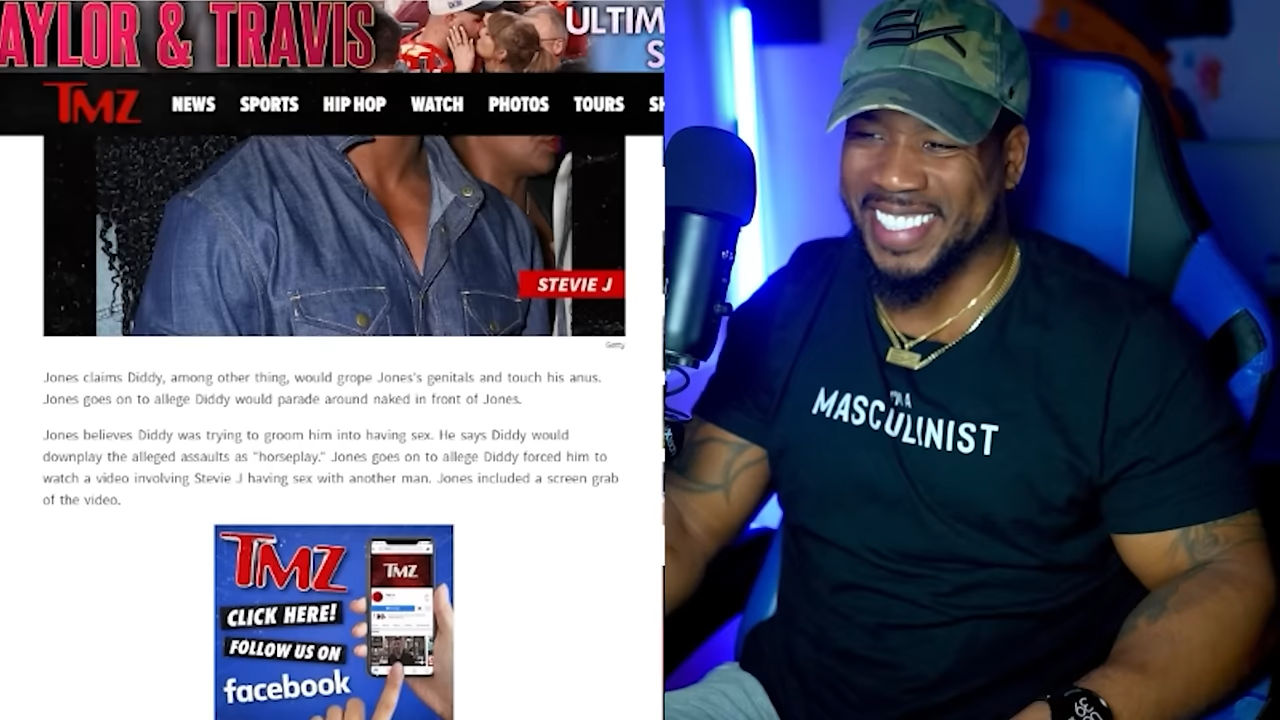 AYLOR & TRAVIS
ULTIM
S
TMZ
NEWS SPORTS HIP HOP WATCH PHOTOS TOURS SH
STEVIE J
Getty
Jones claims Diddy, among other thing, would grope Jones's genitals and touch his anus.
Jones goes on to allege Diddy would parade around naked in front of Jones.
Jones believes Diddy was trying to groom him into having sex. He says Diddy would
downplay the alleged assaults as "horseplay." Jones goes on to allege Diddy forced him to
watch a video involving Stevie J having sex with another man. Jones included a screen grab
of the video.
TMZ
CLICK HERE!
FOLLOW US ON
facebook
TMZ
SK
MASCULINIST